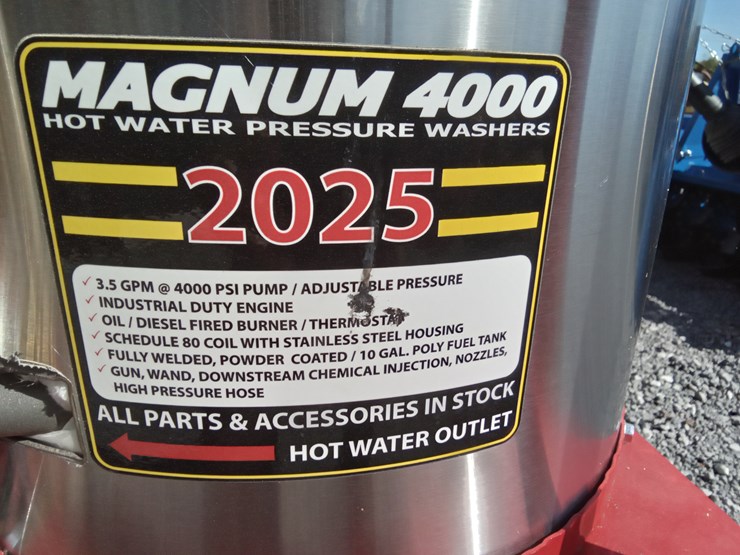 MAGNUM 4000
HOT WATER PRESSURE WASHERS
2025
✓ 3.5 GPM @ 4000 PSI PUMP / ADJUSTABLE PRESSURE
✓ INDUSTRIAL DUTY ENGINE
✓ OIL / DIESEL FIRED BURNER / THERMOSTAT
✓ SCHEDULE 80 COIL WITH STAINLESS STEEL HOUSING
✓ FULLY WELDED, POWDER COATED / 10 GAL. POLY FUEL TANK
✓ GUN, WAND, DOWNSTREAM CHEMICAL INJECTION, NOZZLES,
HIGH PRESSURE HOSE
ALL PARTS & ACCESSORIES IN STOCK
HOT WATER OUTLET